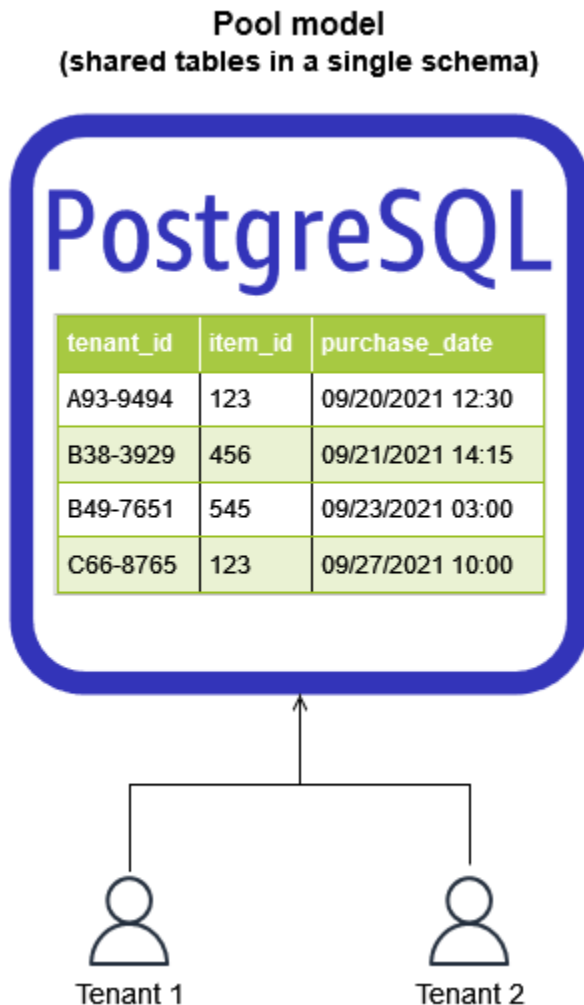 Pool model
(shared tables in a single schema)
PostgreSQL
tenant_id item_id purchase_date
A93-9494 123 09/20/2021 12:30
B38-3929 456 09/21/2021 14:15
B49-7651 545 09/23/2021 03:00
C66-8765 123 09/27/2021 10:00
Tenant 1 Tenant 2